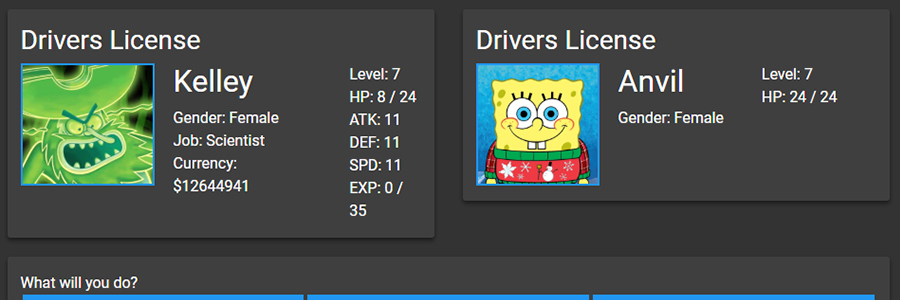 Drivers License
Kelley
Gender: Female
Job: Scientist
Currency:
$12644941
Level: 7
HP: 8 / 24
ATK: 11
DEF: 11
SPD: 11
EXP: 0 /
35
Drivers License
Anvil
Gender: Female
Level: 7
HP: 24 / 24
What will you do?